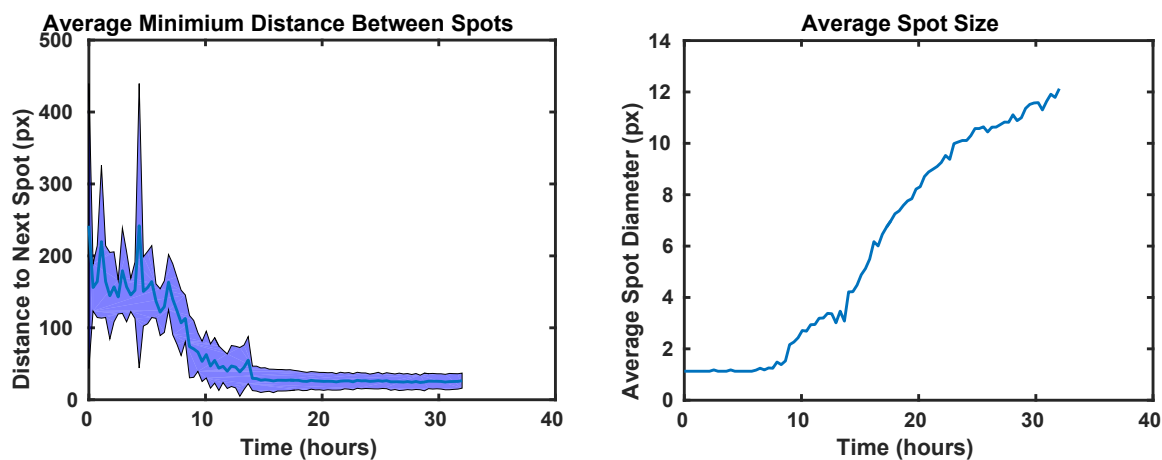 Average Minimium Distance Between Spots
500
400
300
200
100
0
0 10 20 30 40
Distance to Next Spot (px)
Time (hours)
Average Spot Size
14
12
10
8
6
4
2
0
0 10 20 30 40
Average Spot Diameter (px)
Time (hours)